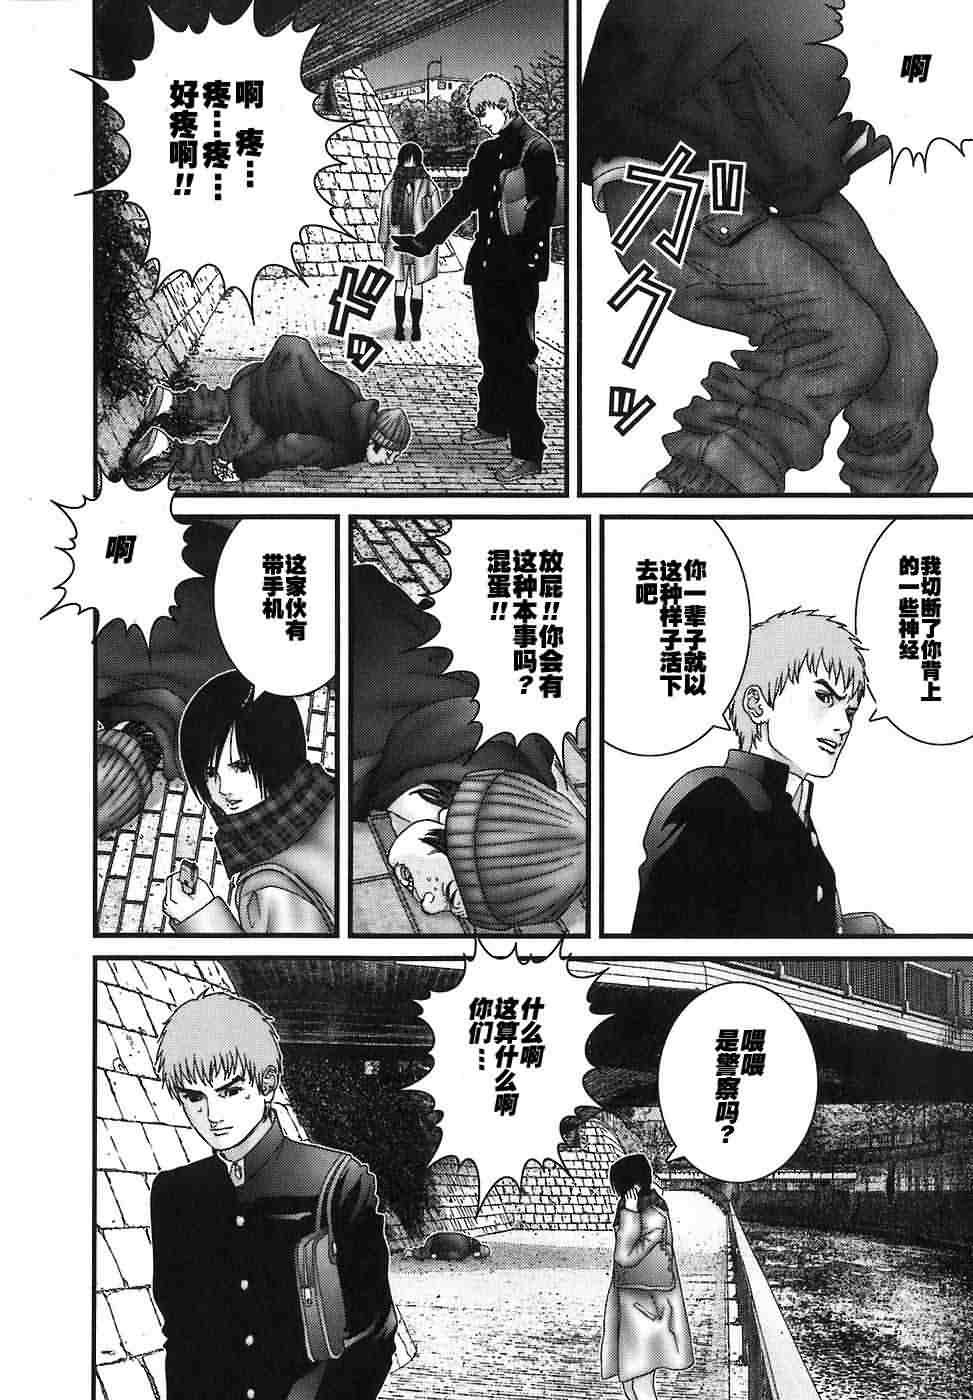 啊
ガクッ
啊 疼…
疼…疼…
好疼啊!!
ドサッ
我切断了你背上
的一些神经
你一辈子就以
这种样子活下
去吧
放屁!!你会有
这种本事吗?
混蛋!!
这家伙有
带手机
啊
喂喂
是警察吗?
什么啊
这算什么啊
你们…